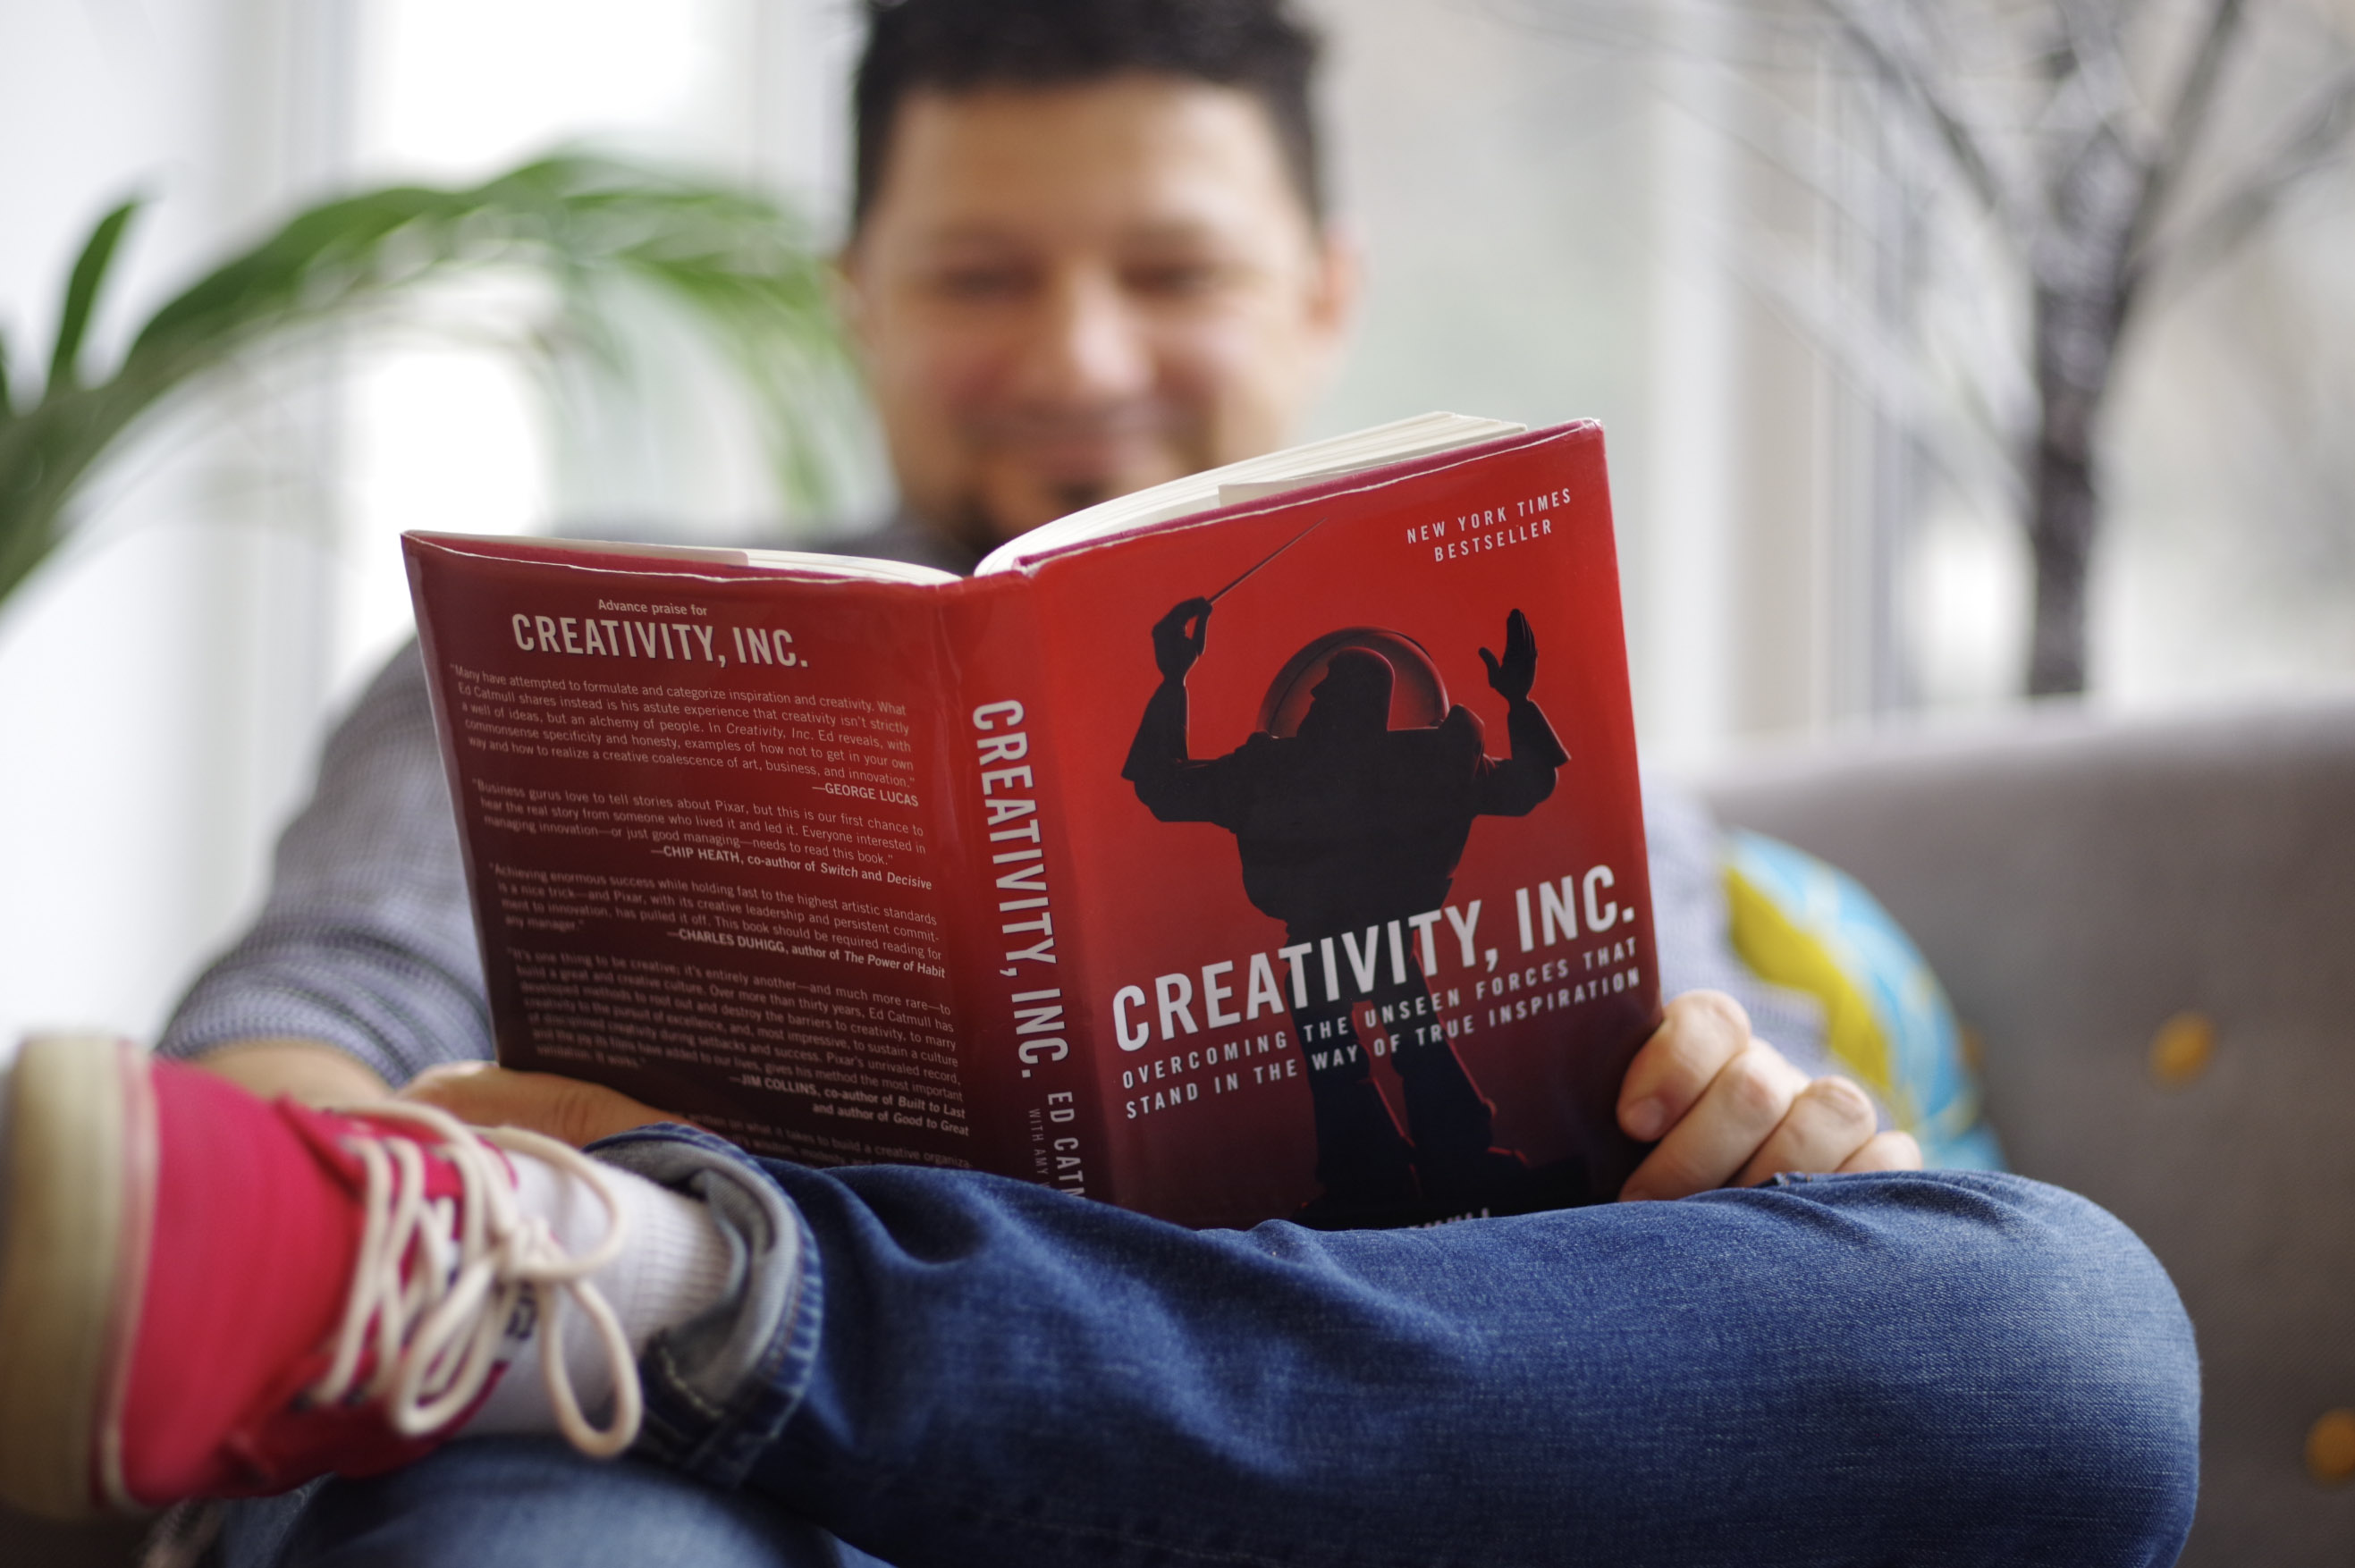 Advance praise for
CREATIVITY, INC.
"Many have attempted to formulate and categorize inspiration and creativity. What
Ed Catmull shares instead is his astute experience that creativity isn't strictly
a well of ideas, but an alchemy of people. In Creativity, Inc. Ed reveals, with
commonsense specificity and honesty, examples of how not to get in your own
way and how to realize a creative coalescence of art, business, and innovation."
—GEORGE LUCAS
"Business gurus love to tell stories about Pixar, but this is our first chance to
hear the real story from someone who lived it and led it. Everyone interested in
managing innovation—or just good managing—needs to read this book."
—CHIP HEATH, co-author of Switch and Decisive
"Achieving enormous success while holding fast to the highest artistic standards
is a nice trick—and Pixar, with its creative leadership and persistent commit-
ment to innovation, has pulled it off. This book should be required reading for
any manager."
—CHARLES DUHIGG, author of The Power of Habit
"It's one thing to be creative; it's entirely another—and much more rare—to
build a great and creative culture. Over more than thirty years, Ed Catmull has
developed methods to root out and destroy the barriers to creativity, to marry
creativity to the pursuit of excellence, and, most impressive, to sustain a culture
of disciplined creativity during setbacks and success. Pixar's unrivaled record,
and the joy its films have added to our lives, gives his method the most important
validation: It works."
—JIM COLLINS, co-author of Built to Last
and author of Good to Great
written on what it takes to build a creative organiza-
CREATIVITY, INC. ED CATM
WITH AMY
NEW YORK TIMES
BESTSELLER
CREATIVITY, INC.
OVERCOMING THE UNSEEN FORCES THAT
STAND IN THE WAY OF TRUE INSPIRATION